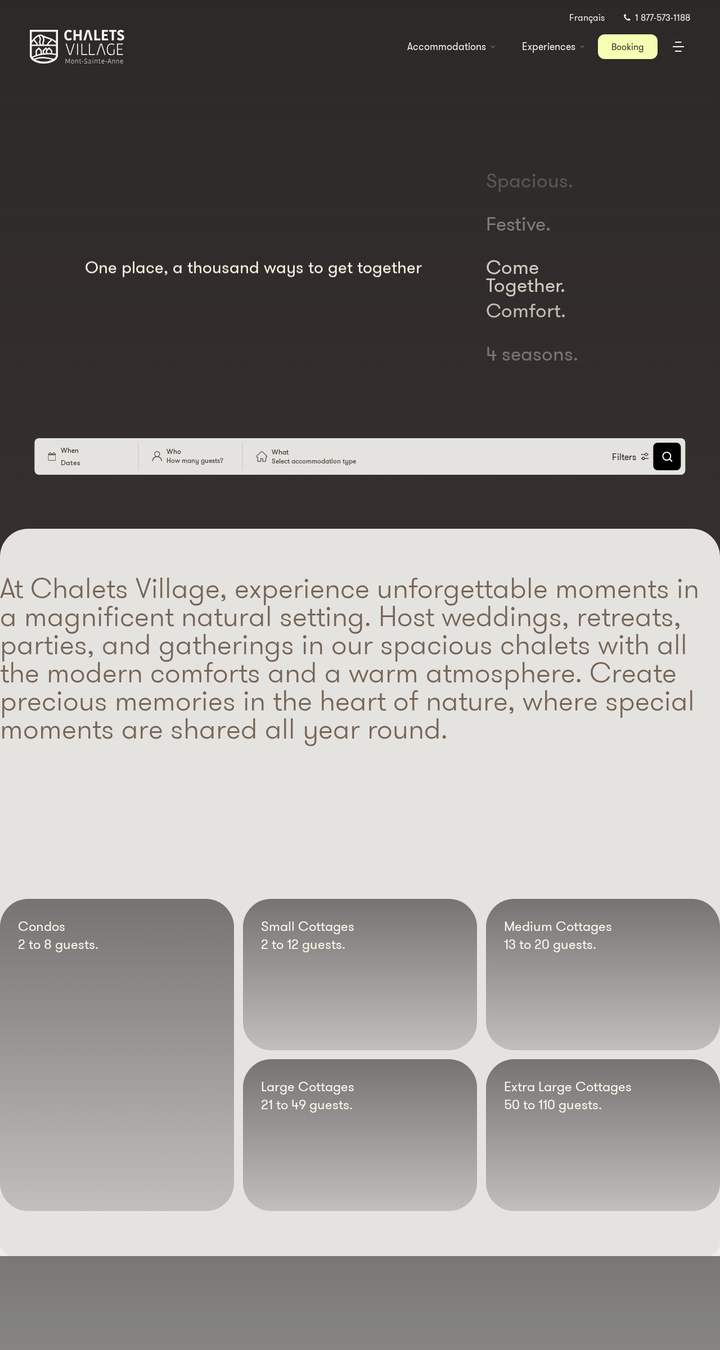 Français
1 877-573-1188
CHALETS
VILLAGE
Mont-Sainte-Anne
Accommodations
Experiences
Booking
Spacious.
Festive.
One place, a thousand ways to get together
Come
Together.
Comfort.
4 seasons.
When
Dates
Who
How many guests?
What
Select accommodation type
Filters
At Chalets Village, experience unforgettable moments in
a magnificent natural setting. Host weddings, retreats,
parties, and gatherings in our spacious chalets with all
the modern comforts and a warm atmosphere. Create
precious memories in the heart of nature, where special
moments are shared all year round.
Condos
2 to 8 guests.
Small Cottages
2 to 12 guests.
Medium Cottages
13 to 20 guests.
Large Cottages
21 to 49 guests.
Extra Large Cottages
50 to 110 guests.